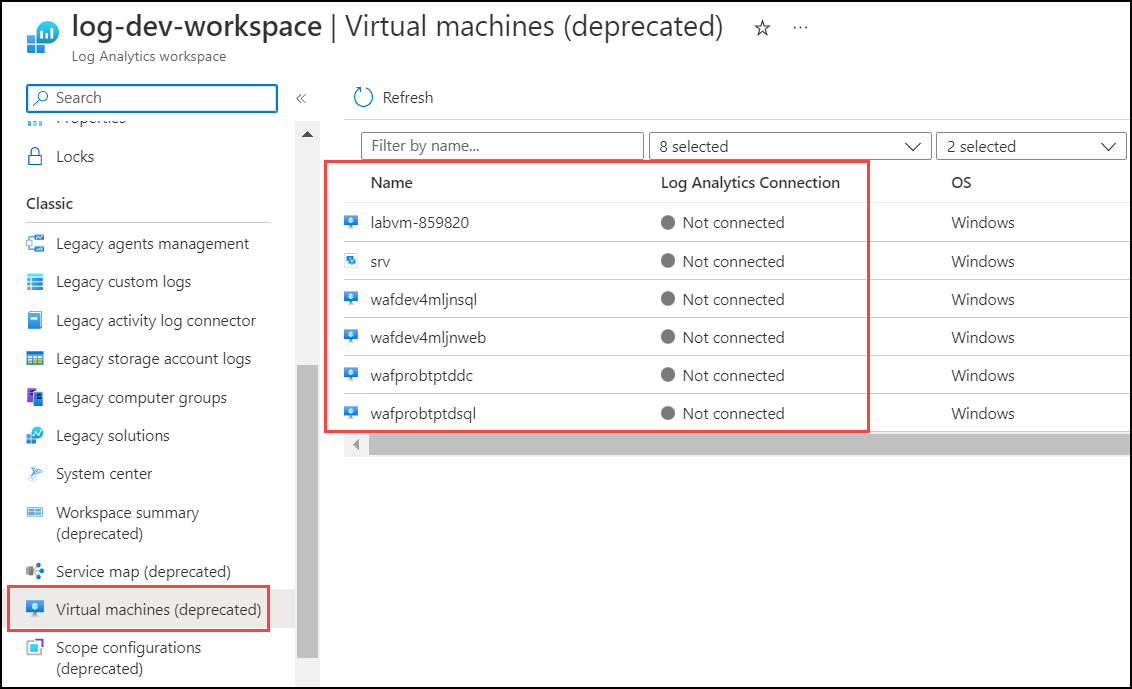 log-dev-workspace | Virtual machines (deprecated)
Log Analytics workspace
Search
Refresh
Properties
Filter by name...
8 selected
2 selected
Locks
Name
Log Analytics Connection
OS
Classic
labvm-859820
Not connected
Windows
Legacy agents management
srv
Not connected
Windows
Legacy custom logs
wafdev4mljnsql
Not connected
Windows
Legacy activity log connector
wafdev4mljnweb
Not connected
Windows
Legacy storage account logs
wafprobtptddc
Not connected
Windows
Legacy computer groups
wafprobtptdsql
Not connected
Windows
Legacy solutions
System center
Workspace summary
(deprecated)
Service map (deprecated)
Virtual machines (deprecated)
Scope configurations
(deprecated)